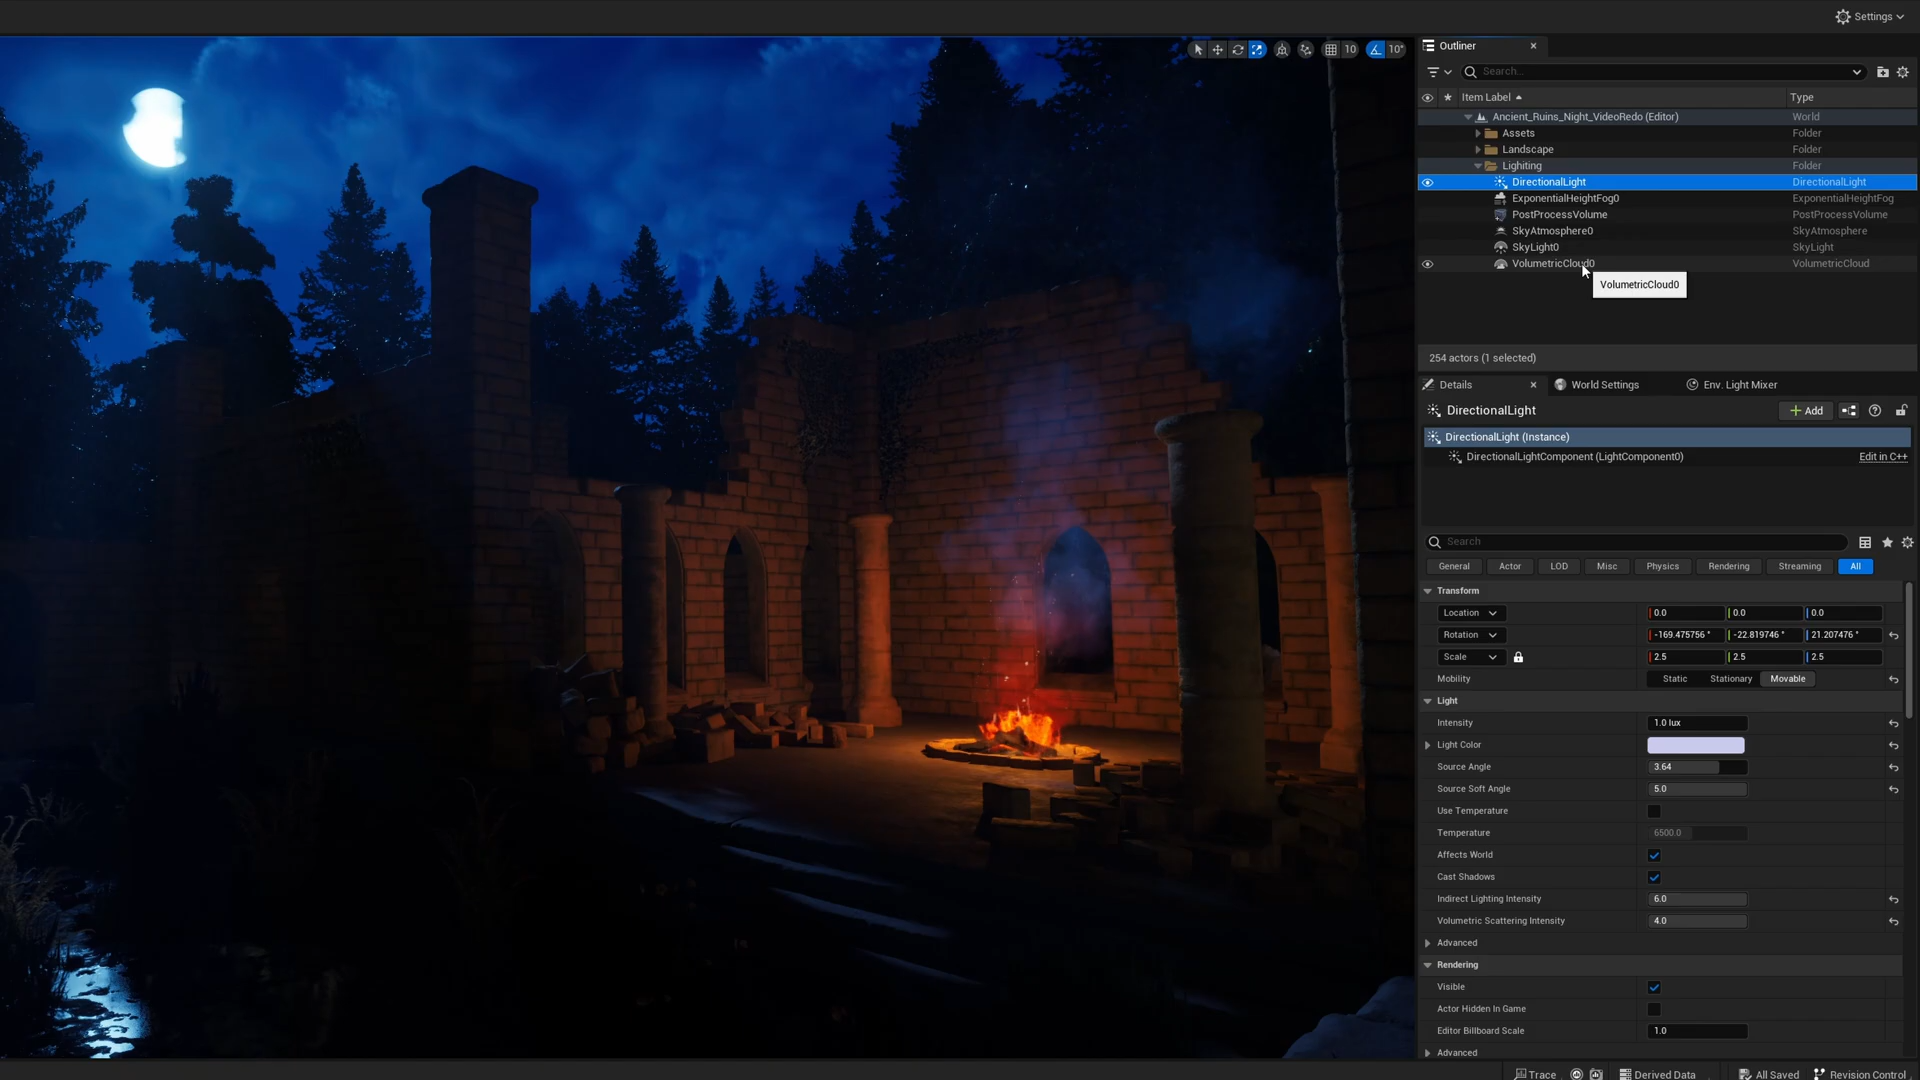 Settings
10
10°
Outliner
Search...
Item Label
Type
Ancient_Ruins_Night_VideoRedo (Editor)
World
Assets
Folder
Landscape
Folder
Lighiting
Folder
DirectionalLight
DirectionalLight
ExponentialHeightFog0
ExponentialHeightFog
PostProcessVolume
PostProcessVolume
SkyAtmosphere0
SkyAtmosphere
SkyLight0
SkyLight
VolumetricCloud0
VolumetricCloud
VolumetricCloud0
254 actors (1 selected)
Details
World Settings
Env. Light Mixer
DirectionalLight
Add
DirectionalLight (Instance)
DirectionalLightComponent (LightComponent0)
Edit in C++
Search
General
Actor
LOD
Misc
Physics
Rendering
Streaming
All
Transform
Location
0.0
0.0
0.0
Rotation
-169.475756 °
-22.819746 °
21.207476 °
Scale
2.5
2.5
2.5
Mobility
Static
Stationary
Movable
Light
Intensity
1.0 lux
Light Color
Source Angle
3.64
Source Soft Angle
5.0
Use Temperature
Temperature
6500.0
Affects World
Cast Shadows
Indirect Lighting Intensity
6.0
Volumetric Scattering Intensity
4.0
Advanced
Rendering
Visible
Actor Hidden In Game
Editor Billboard Scale
1.0
Advanced
Trace
Derived Data
All Saved
Revision Control